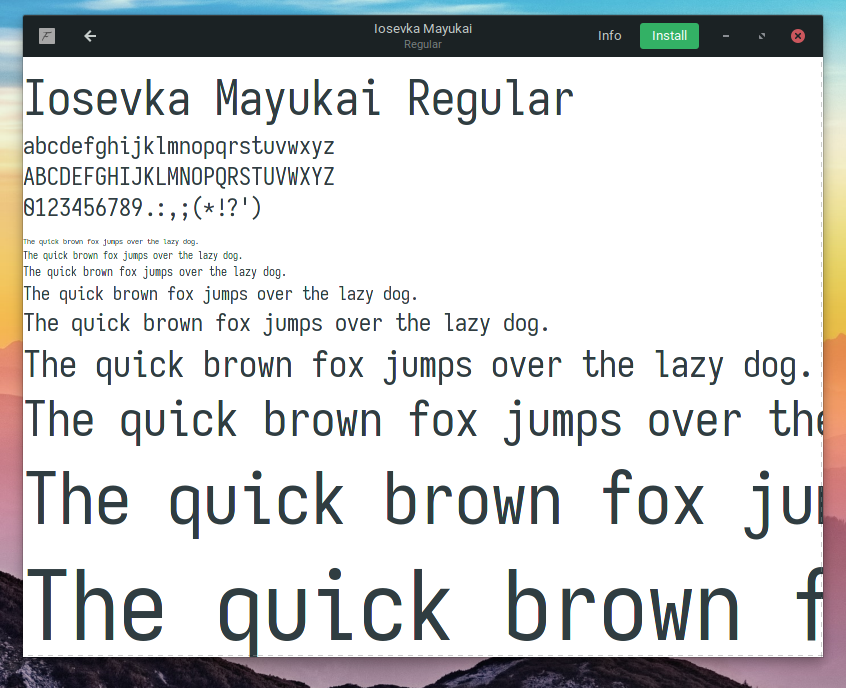 Iosevka Mayukai
Regular
Info
Install
Iosevka Mayukai Regular
abcdefghijklmnopqrstuvwxyz
ABCDEFGHIJKLMNOPQRSTUVWXYZ
0123456789.:,;(*!?')
The quick brown fox jumps over the lazy dog.
The quick brown fox jumps over the lazy dog.
The quick brown fox jumps over the lazy dog.
The quick brown fox jumps over the lazy dog.
The quick brown fox jumps over the lazy dog.
The quick brown fox jumps over the lazy dog.
The quick brown fox jumps over the
The quick brown fox ju
The quick brown f